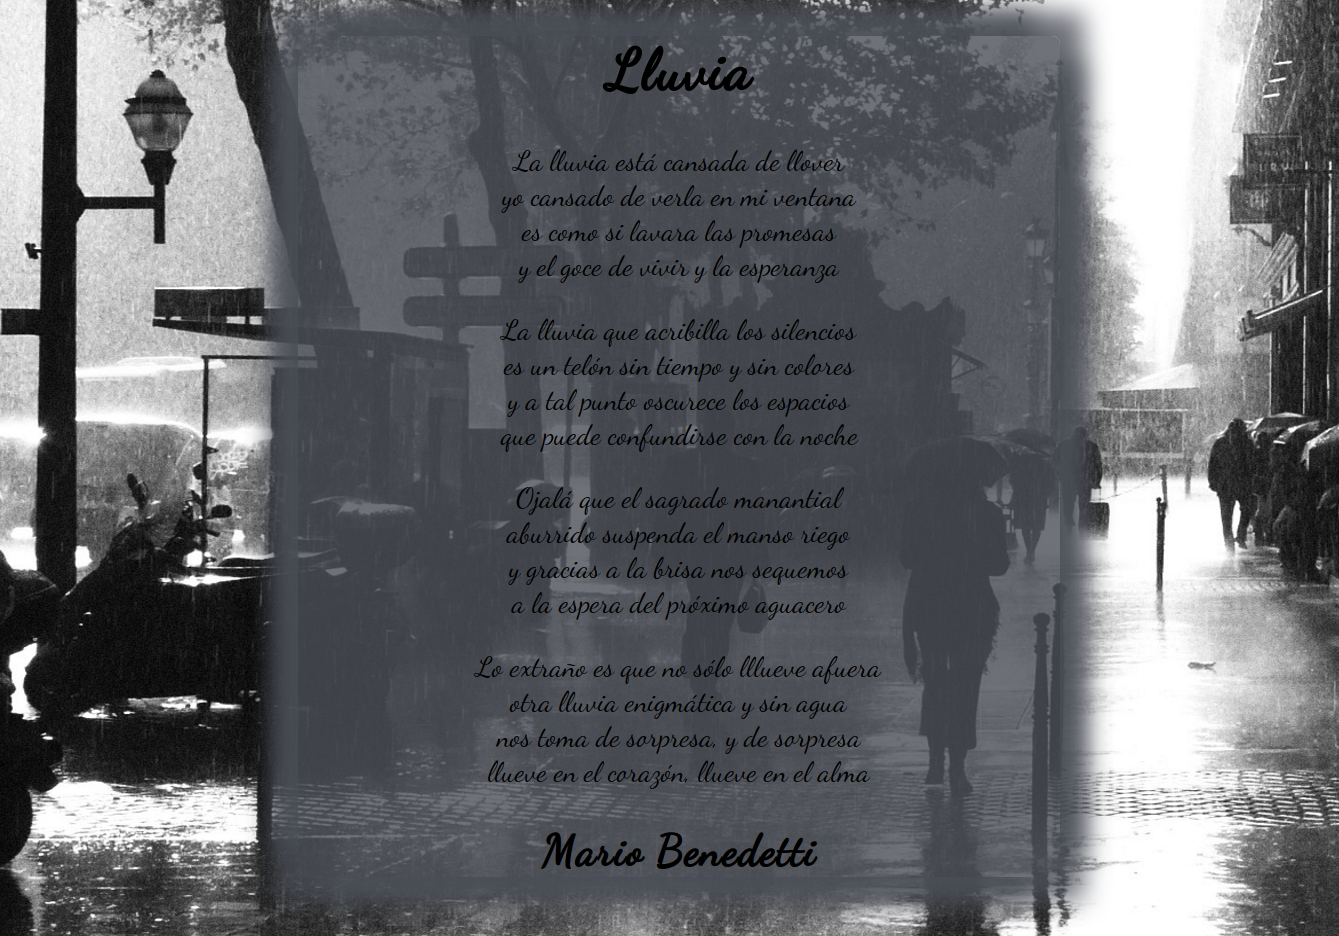 Lluvia
La lluvia está cansada de llover
yo cansado de verla en mi ventana
es como si lavara las promesas
y el goce de vivir y la esperanza
La lluvia que acribilla los silencios
es un telón sin tiempo y sin colores
y a tal punto oscurece los espacios
que puede confundirse con la noche
Ojalá que el sagrado manantial
aburrido suspenda el manso riego
y gracias a la brisa nos sequemos
a la espera del próximo aguacero
Lo extraño es que no sólo lllueve afuera
otra lluvia enigmática y sin agua
nos toma de sorpresa, y de sorpresa
llueve en el corazón, llueve en el alma
Mario Benedetti